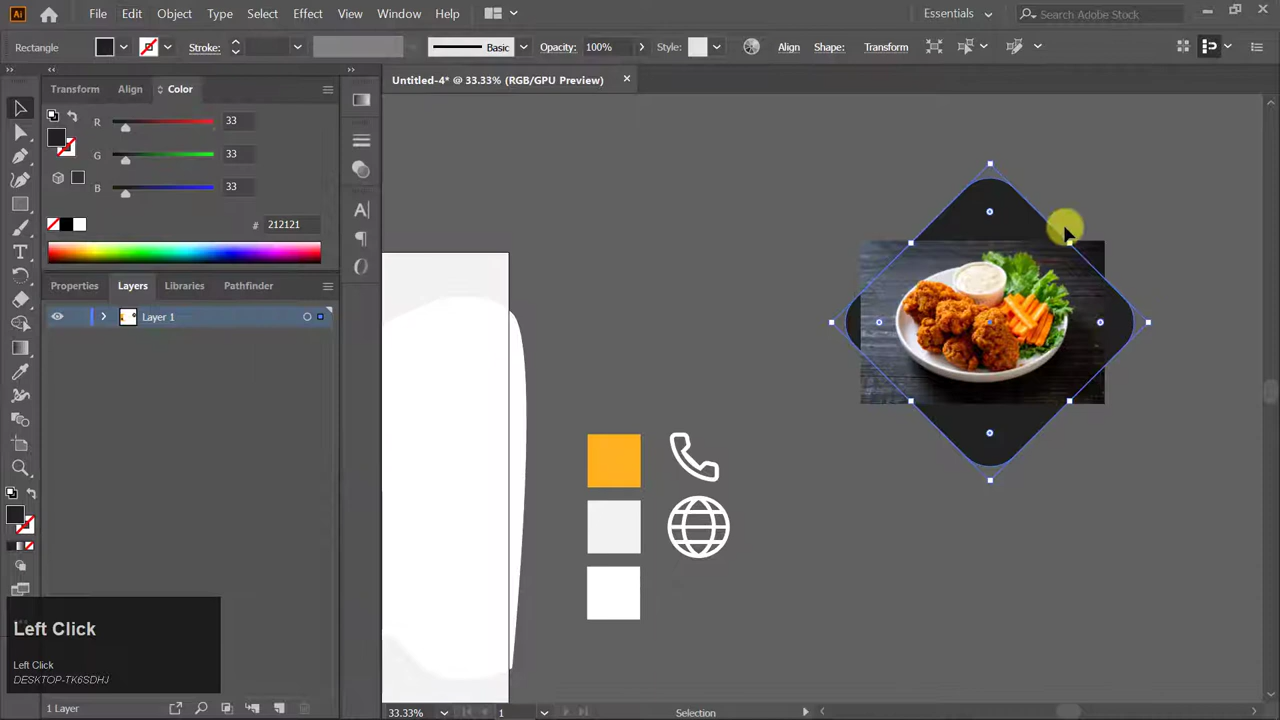 Ai File Edit Object Type Select Effect View Window Help Essentials Search Adobe Stock
Rectangle Stroke: Basic Opacity: 100% Style: Align Shape: Transform
Untitled-4* @ 33.33% (RGB/GPU Preview)
Transform Align Color
R 33
G 33
B 33
# 212121
Properties Layers Libraries Pathfinder
Layer 1
Left Click
Left Click
DESKTOP-TK6SDHJ
1 Layer 33.33% 1 Selection